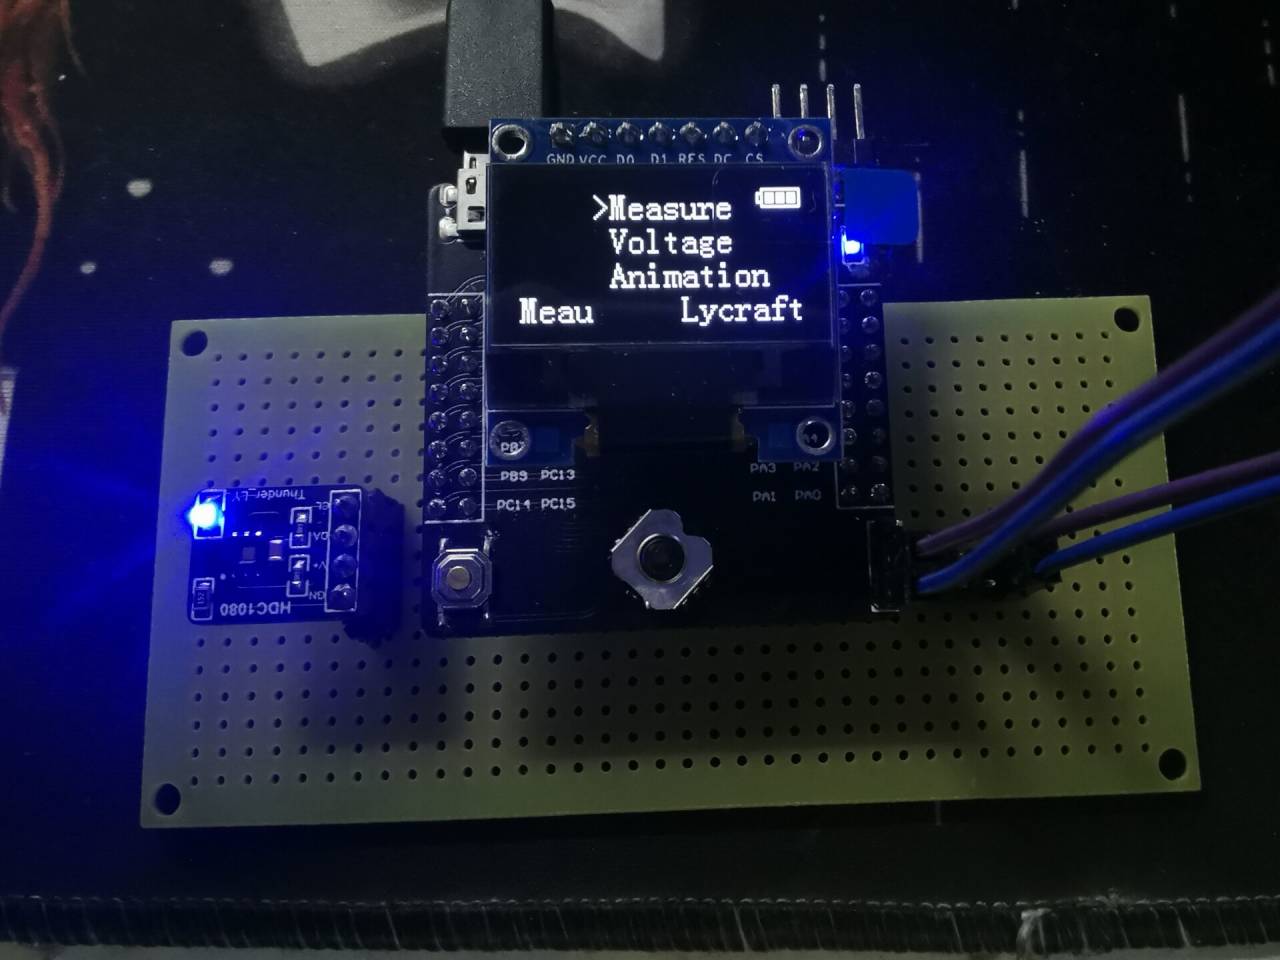 GND VCC D0 D1 RES DC CS
>Measure
Voltage
Animation
Meau Lycraft
PB9 PC13
PC14 PC15
PA3 PA2
PA1 PA0
Thunder_LY
HDC1080